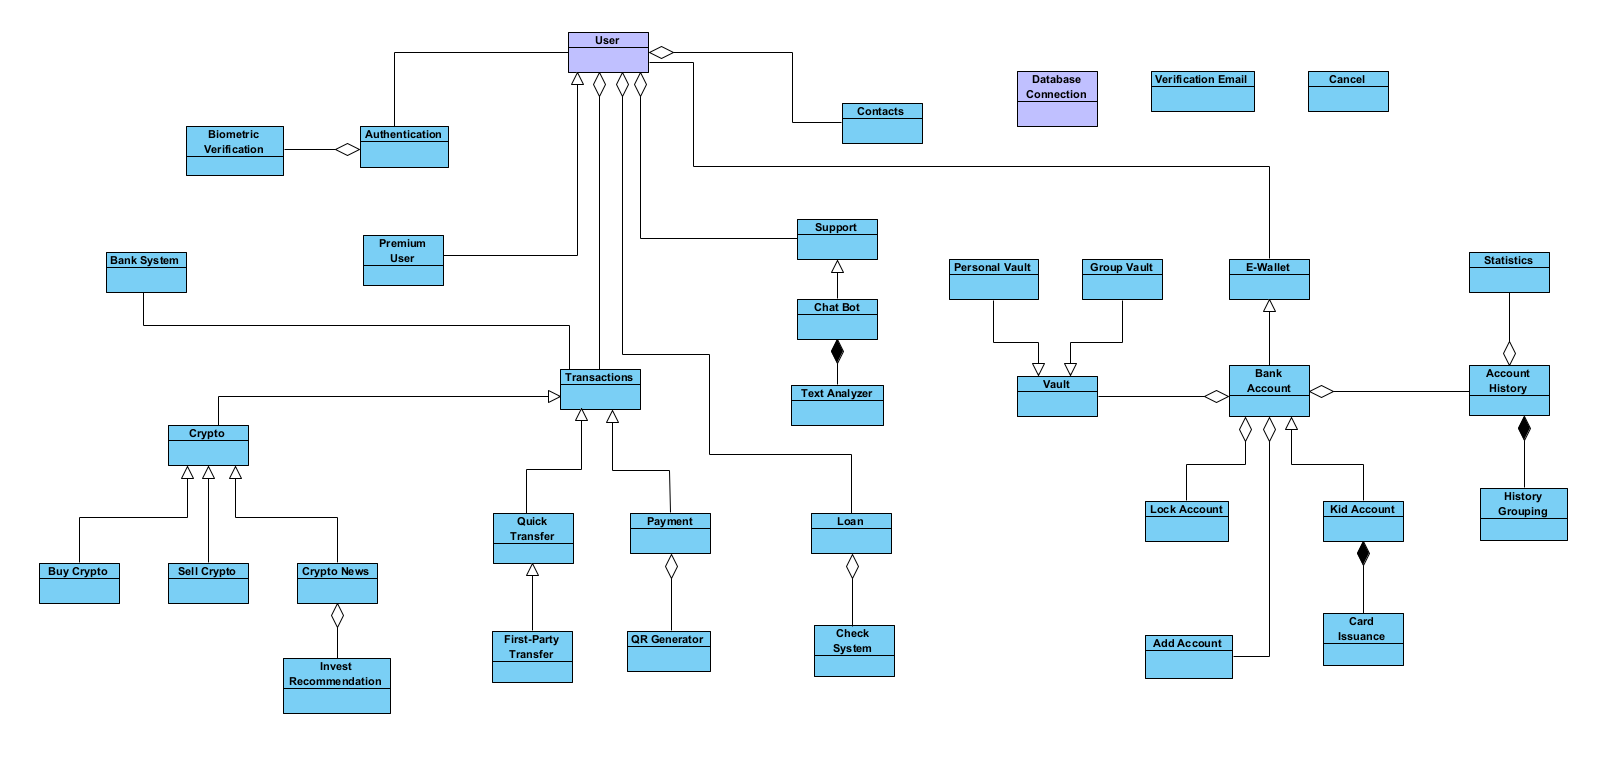 User
Database
Connection
Verification Email
Cancel
Contacts
Biometric
Verification
Authentication
Support
Premium
User
Bank System
Personal Vault
Group Vault
E-Wallet
Statistics
Chat Bot
Transactions
Text Analyzer
Vault
Bank
Account
Account
History
Crypto
Lock Account
Kid Account
History
Grouping
Quick
Transfer
Payment
Loan
Buy Crypto
Sell Crypto
Crypto News
First-Party
Transfer
QR Generator
Check
System
Add Account
Card
Issuance
Invest
Recommendation